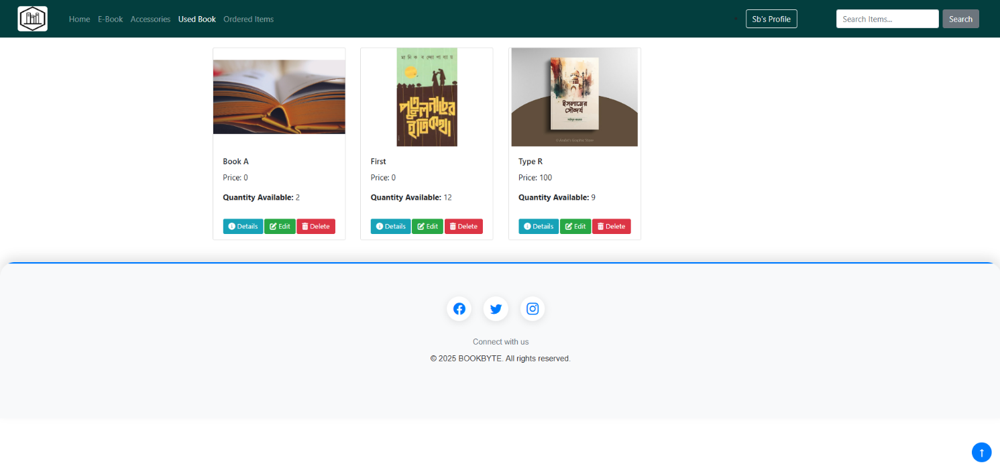 Home E-Book Accessories Used Book Ordered Items Sb's Profile Search Items... Search
মানিক বন্দ্যোপাধ্যায়
পুতুলনাচের
ইতিকথা
ইসলামের
সৌন্দর্য
Book A
Price: 0
Quantity Available: 2
Details Edit Delete
First
Price: 0
Quantity Available: 12
Details Edit Delete
Type R
Price: 100
Quantity Available: 9
Details Edit Delete
Connect with us
© 2025 BOOKBYTE. All rights reserved.